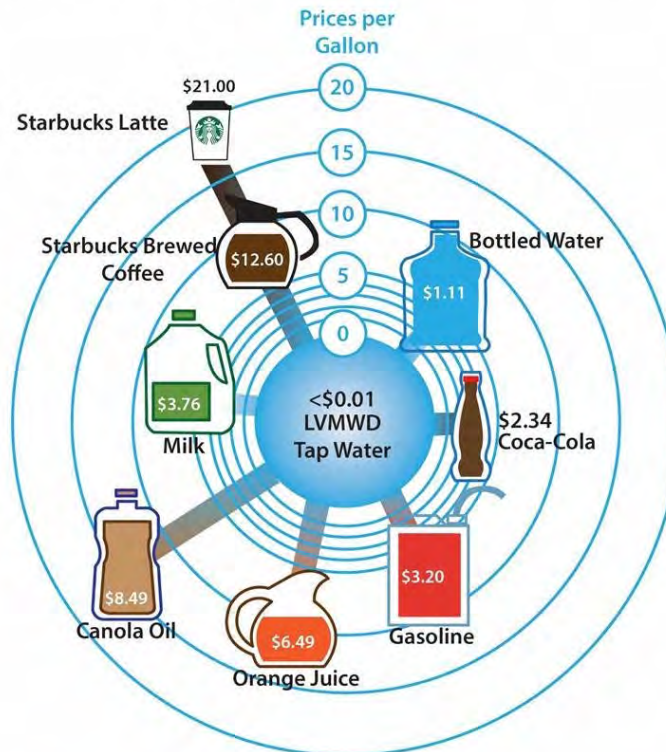 Prices per
Gallon
20
15
10
5
0
$21.00
Starbucks Latte
Starbucks Brewed
Coffee
$12.60
Bottled Water
$1.11
$3.76
Milk
<$0.01
LVMWD
Tap Water
$2.34
Coca-Cola
$8.49
Canola Oil
$6.49
Orange Juice
$3.20
Gasoline